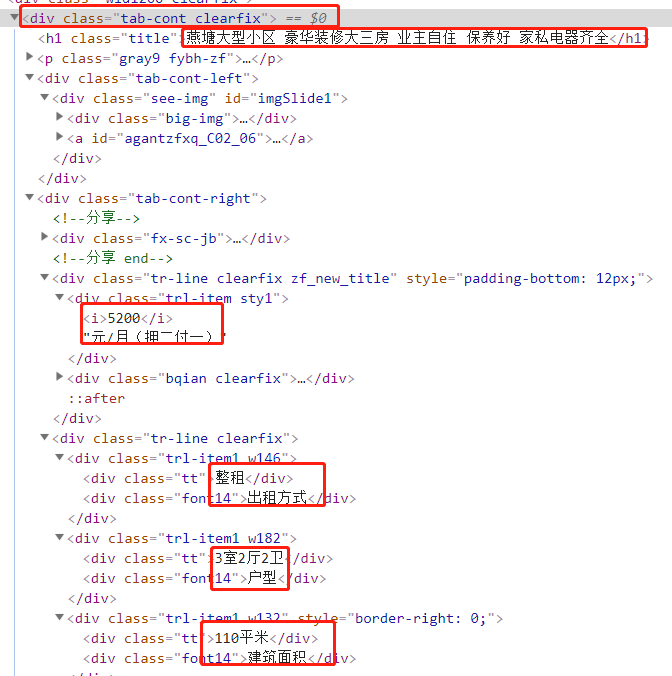 ▼<div class="tab-cont clearfix"> == $0
<h1 class="title">燕塘大型小区 豪华装修大三房 业主自住 保养好 家私电器齐全</h1
▶<p class="gray9 fybh-zf">…</p>
▼<div class="tab-cont-left">
▼<div class="see-img" id="imgSlide1">
▶<div class="big-img">…</div>
▶<a id="agantzfxq_C02_06">…</a>
</div>
</div>
▼<div class="tab-cont-right">
<!--分享-->
▶<div class="fx-sc-jb">…</div>
<!--分享 end-->
▼<div class="tr-line clearfix zf_new_title" style="padding-bottom: 12px;">
▼<div class="trl-item sty1">
<i>5200</i>
"元/月（押二付一）"
</div>
▶<div class="bqian clearfix">…</div>
::after
</div>
▼<div class="tr-line clearfix">
▼<div class="trl-item1 w146">
<div class="tt">整租</div>
<div class="font14">出租方式</div>
</div>
▼<div class="trl-item1 w182">
<div class="tt">3室2厅2卫</div>
<div class="font14">户型</div>
</div>
▼<div class="trl-item1 w132" style="border-right: 0;">
<div class="tt">110平米</div>
<div class="font14">建筑面积</div>